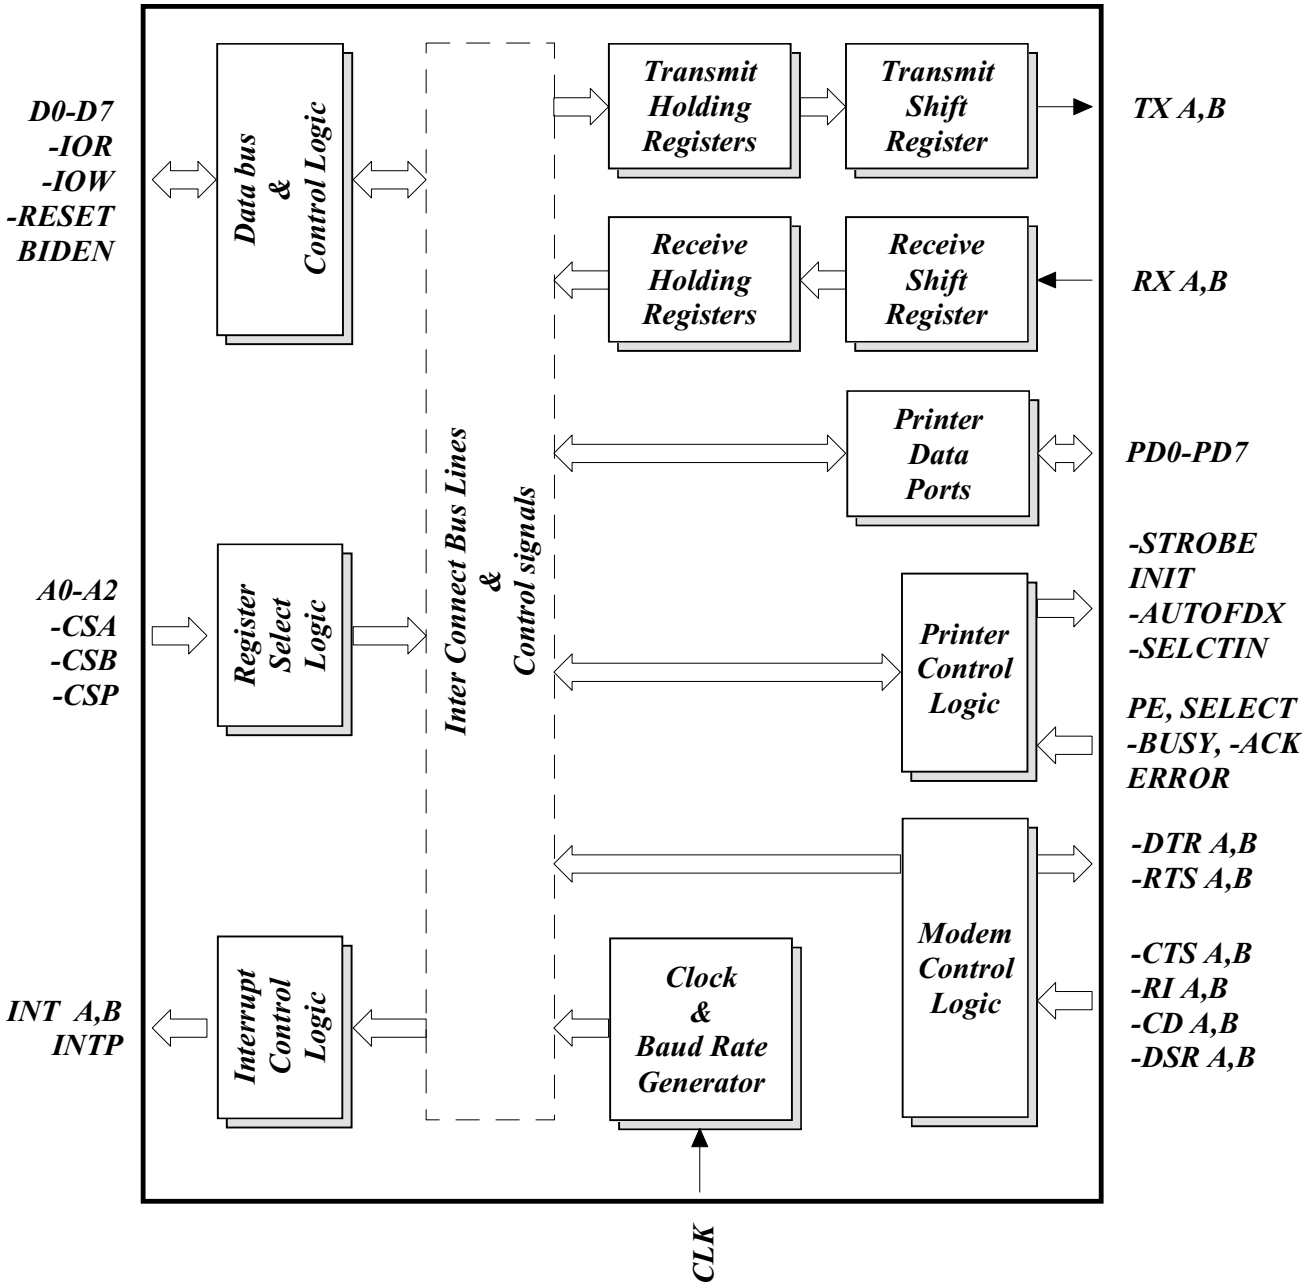 D0-D7
-IOR
-IOW
-RESET
BIDEN
Data bus
&
Control Logic
A0-A2
-CSA
-CSB
-CSP
Register
Select
Logic
INT A,B
INTP
Interrupt
Control
Logic
Inter Connect Bus Lines
&
Control signals
Transmit
Holding
Registers
Transmit
Shift
Register
TX A,B
Receive
Holding
Registers
Receive
Shift
Register
RX A,B
Printer
Data
Ports
PD0-PD7
Printer
Control
Logic
-STROBE
INIT
-AUTOFDX
-SELCTIN
PE, SELECT
-BUSY, -ACK
ERROR
Modem
Control
Logic
-DTR A,B
-RTS A,B
-CTS A,B
-RI A,B
-CD A,B
-DSR A,B
Clock
&
Baud Rate
Generator
CLK